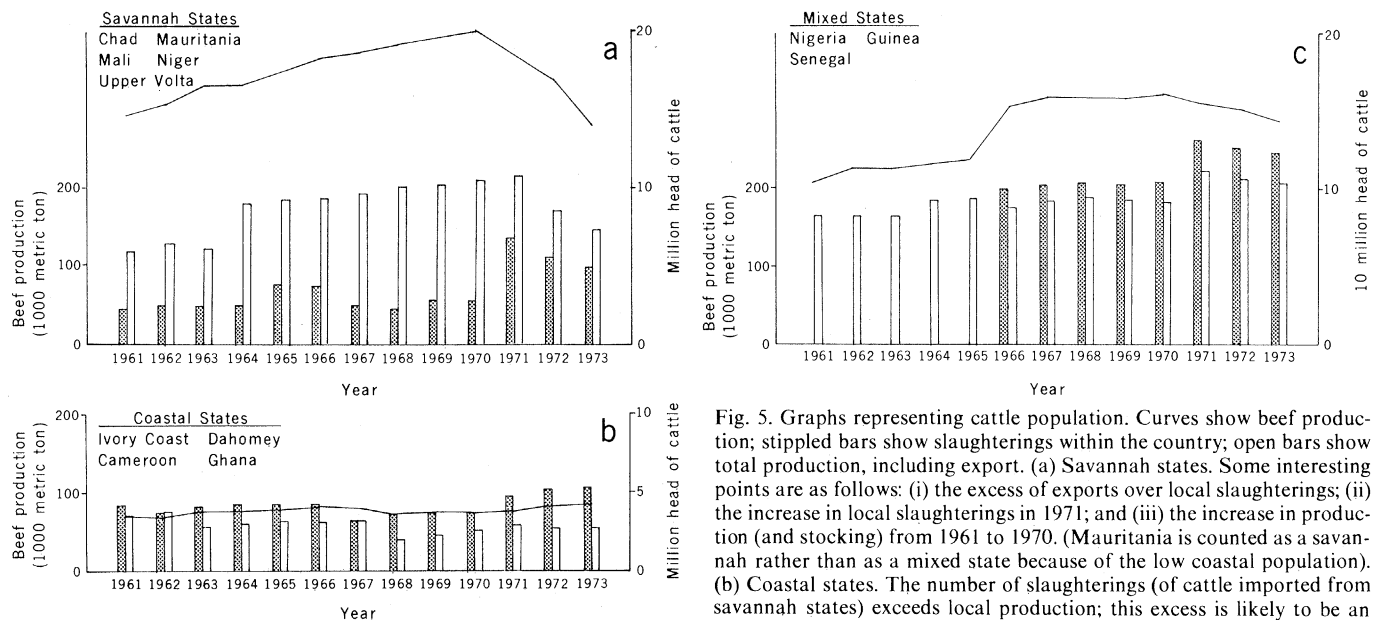 Savannah States
Chad Mauritania
Mali Niger
Upper Volta
a
Beef production
(1000 metric ton)
200
100
0
20
10
0
Million head of cattle
1961 1962 1963 1964 1965 1966 1967 1968 1969 1970 1971 1972 1973
Year
Coastal States
Ivory Coast Dahomey
Cameroon Ghana
b
Beef production
(1000 metric ton)
200
100
0
10
5
0
Million head of cattle
1961 1962 1963 1964 1965 1966 1967 1968 1969 1970 1971 1972 1973
Year
Mixed States
Nigeria Guinea
Senegal
c
Beef production
(1000 metric ton)
200
100
0
20
10
0
10 million head of cattle
1961 1962 1963 1964 1965 1966 1967 1968 1969 1970 1971 1972 1973
Year
Fig. 5. Graphs representing cattle population. Curves show beef produc-
tion; stippled bars show slaughterings within the country; open bars show
total production, including export. (a) Savannah states. Some interesting
points are as follows: (i) the excess of exports over local slaughterings; (ii)
the increase in local slaughterings in 1971; and (iii) the increase in produc-
tion (and stocking) from 1961 to 1970. (Mauritania is counted as a savan-
nah rather than as a mixed state because of the low coastal population).
(b) Coastal states. The number of slaughterings (of cattle imported from
savannah states) exceeds local production; this excess is likely to be an